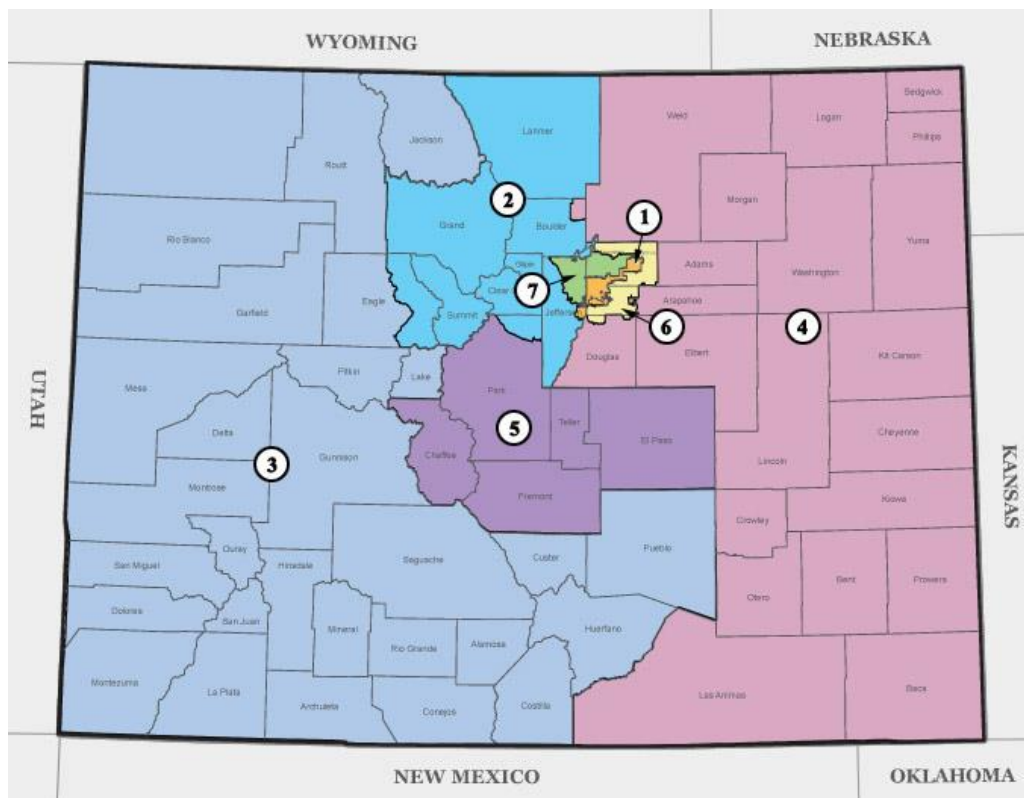 WYOMING
NEBRASKA
Sedgwick
Logan
Weld
Larimer
Phillips
Jackson
Routt
Morgan
2
1
Grand
Boulder
Yuma
Rio Blanco
Adams
Washington
Gilpin
Eagle
7
Clear
Arapahoe
Garfield
Summit
Jefferson
6
4
Elbert
Douglas
Kit Carson
Pitkin
Lake
UTAH
Mesa
Park
Teller
5
Delta
El Paso
Cheyenne
Chaffee
Gunnison
3
Lincoln
KANSAS
Montrose
Fremont
Kiowa
Crowley
Ouray
Pueblo
Custer
Saguache
San Miguel
Hinsdale
Bent
Prowers
Otero
Dolores
San Juan
Mineral
Huerfano
Rio Grande
Alamosa
Montezuma
La Plata
Las Animas
Baca
Archuleta
Conejos
Costilla
NEW MEXICO
OKLAHOMA